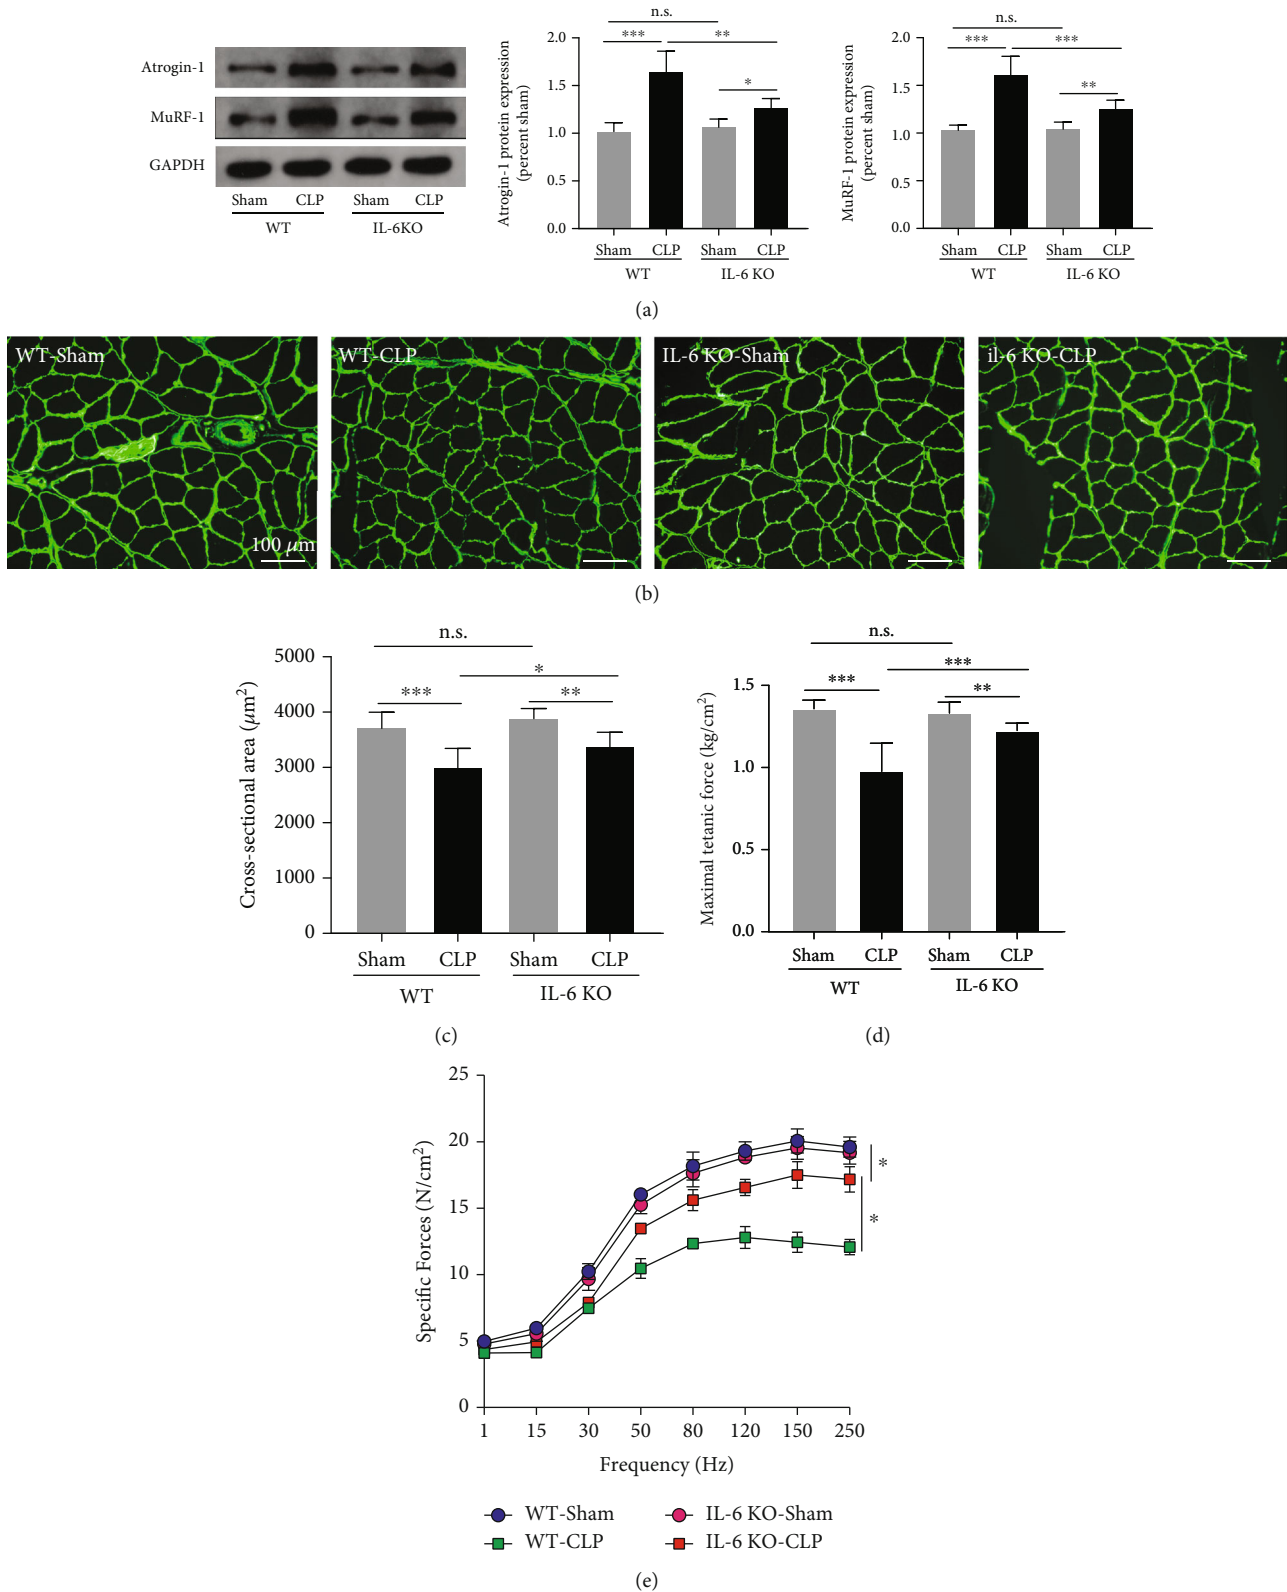 Atrogin-1
MuRF-1
GAPDH
Sham CLP Sham CLP
WT IL-6KO
Atrogin-1 protein expression
(percent sham)
2.0
1.5
1.0
0.5
0.0
n.s.
*** **
*
Sham CLP Sham CLP
WT IL-6 KO
MuRF-1 protein expression
(percent sham)
2.0
1.5
1.0
0.5
0.0
n.s.
*** ***
**
Sham CLP Sham CLP
WT IL-6 KO
(a)
WT-Sham
100 μm
WT-CLP
IL-6 KO-Sham
il-6 KO-CLP
(b)
Cross-sectional area (μm²)
5000
4000
3000
2000
1000
0
n.s.
*
*** **
Sham CLP Sham CLP
WT IL-6 KO
(c)
Maximal tetanic force (kg/cm²)
1.5
1.0
0.5
0.0
n.s.
***
*** **
Sham CLP Sham CLP
WT IL-6 KO
(d)
Specific Forces (N/cm²)
25
20
15
10
5
0
*
*
1 15 30 50 80 120 150 250
Frequency (Hz)
WT-Sham IL-6 KO-Sham
WT-CLP IL-6 KO-CLP
(e)